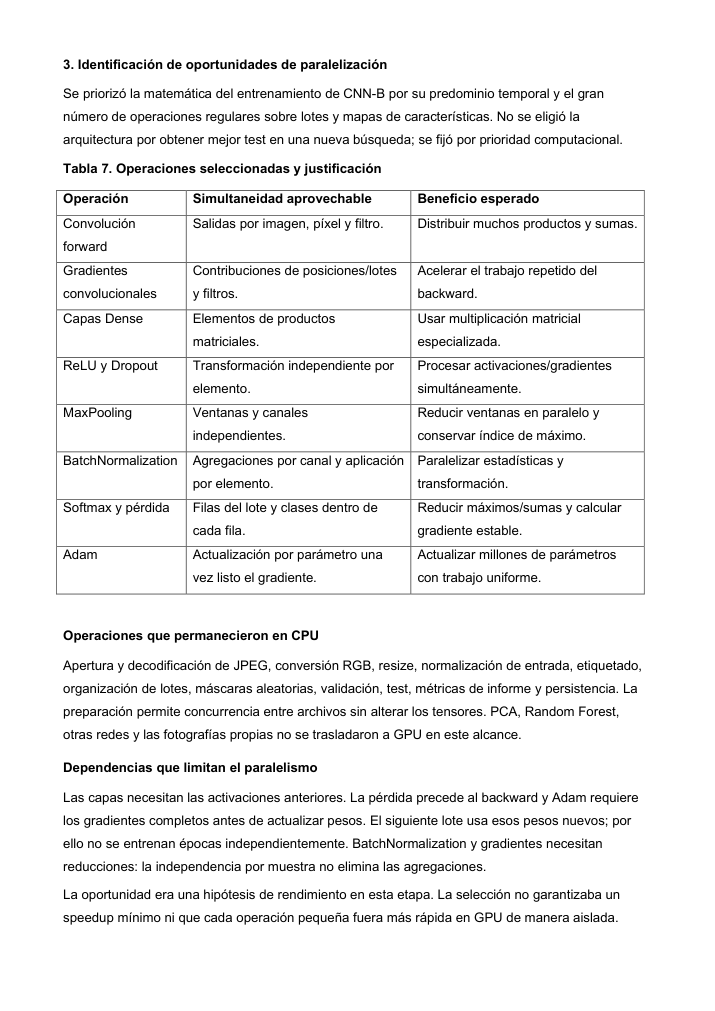 3. Identificación de oportunidades de paralelización
Se priorizó la matemática del entrenamiento de CNN-B por su predominio temporal y el gran
número de operaciones regulares sobre lotes y mapas de características. No se eligió la
arquitectura por obtener mejor test en una nueva búsqueda; se fijó por prioridad computacional.
Tabla 7. Operaciones seleccionadas y justificación
Operación Simultaneidad aprovechable Beneficio esperado
Convolución Salidas por imagen, píxel y filtro. Distribuir muchos productos y sumas.
forward
Gradientes Contribuciones de posiciones/lotes Acelerar el trabajo repetido del
convolucionales y filtros. backward.
Capas Dense Elementos de productos Usar multiplicación matricial
matriciales. especializada.
ReLU y Dropout Transformación independiente por Procesar activaciones/gradientes
elemento. simultáneamente.
MaxPooling Ventanas y canales Reducir ventanas en paralelo y
independientes. conservar índice de máximo.
BatchNormalization Agregaciones por canal y aplicación Paralelizar estadísticas y
por elemento. transformación.
Softmax y pérdida Filas del lote y clases dentro de Reducir máximos/sumas y calcular
cada fila. gradiente estable.
Adam Actualización por parámetro una Actualizar millones de parámetros
vez listo el gradiente. con trabajo uniforme.
Operaciones que permanecieron en CPU
Apertura y decodificación de JPEG, conversión RGB, resize, normalización de entrada, etiquetado,
organización de lotes, máscaras aleatorias, validación, test, métricas de informe y persistencia. La
preparación permite concurrencia entre archivos sin alterar los tensores. PCA, Random Forest,
otras redes y las fotografías propias no se trasladaron a GPU en este alcance.
Dependencias que limitan el paralelismo
Las capas necesitan las activaciones anteriores. La pérdida precede al backward y Adam requiere
los gradientes completos antes de actualizar pesos. El siguiente lote usa esos pesos nuevos; por
ello no se entrenan épocas independientemente. BatchNormalization y gradientes necesitan
reducciones: la independencia por muestra no elimina las agregaciones.
La oportunidad era una hipótesis de rendimiento en esta etapa. La selección no garantizaba un
speedup mínimo ni que cada operación pequeña fuera más rápida en GPU de manera aislada.